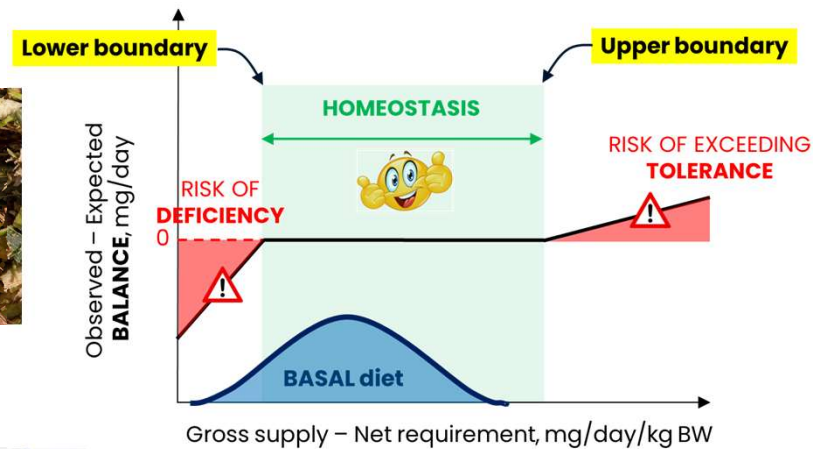 Lower boundary
Upper boundary
HOMEOSTASIS
RISK OF EXCEEDING
TOLERANCE
RISK OF
DEFICIENCY
Observed – Expected
BALANCE, mg/day
0
!
!
BASAL diet
Gross supply – Net requirement, mg/day/kg BW